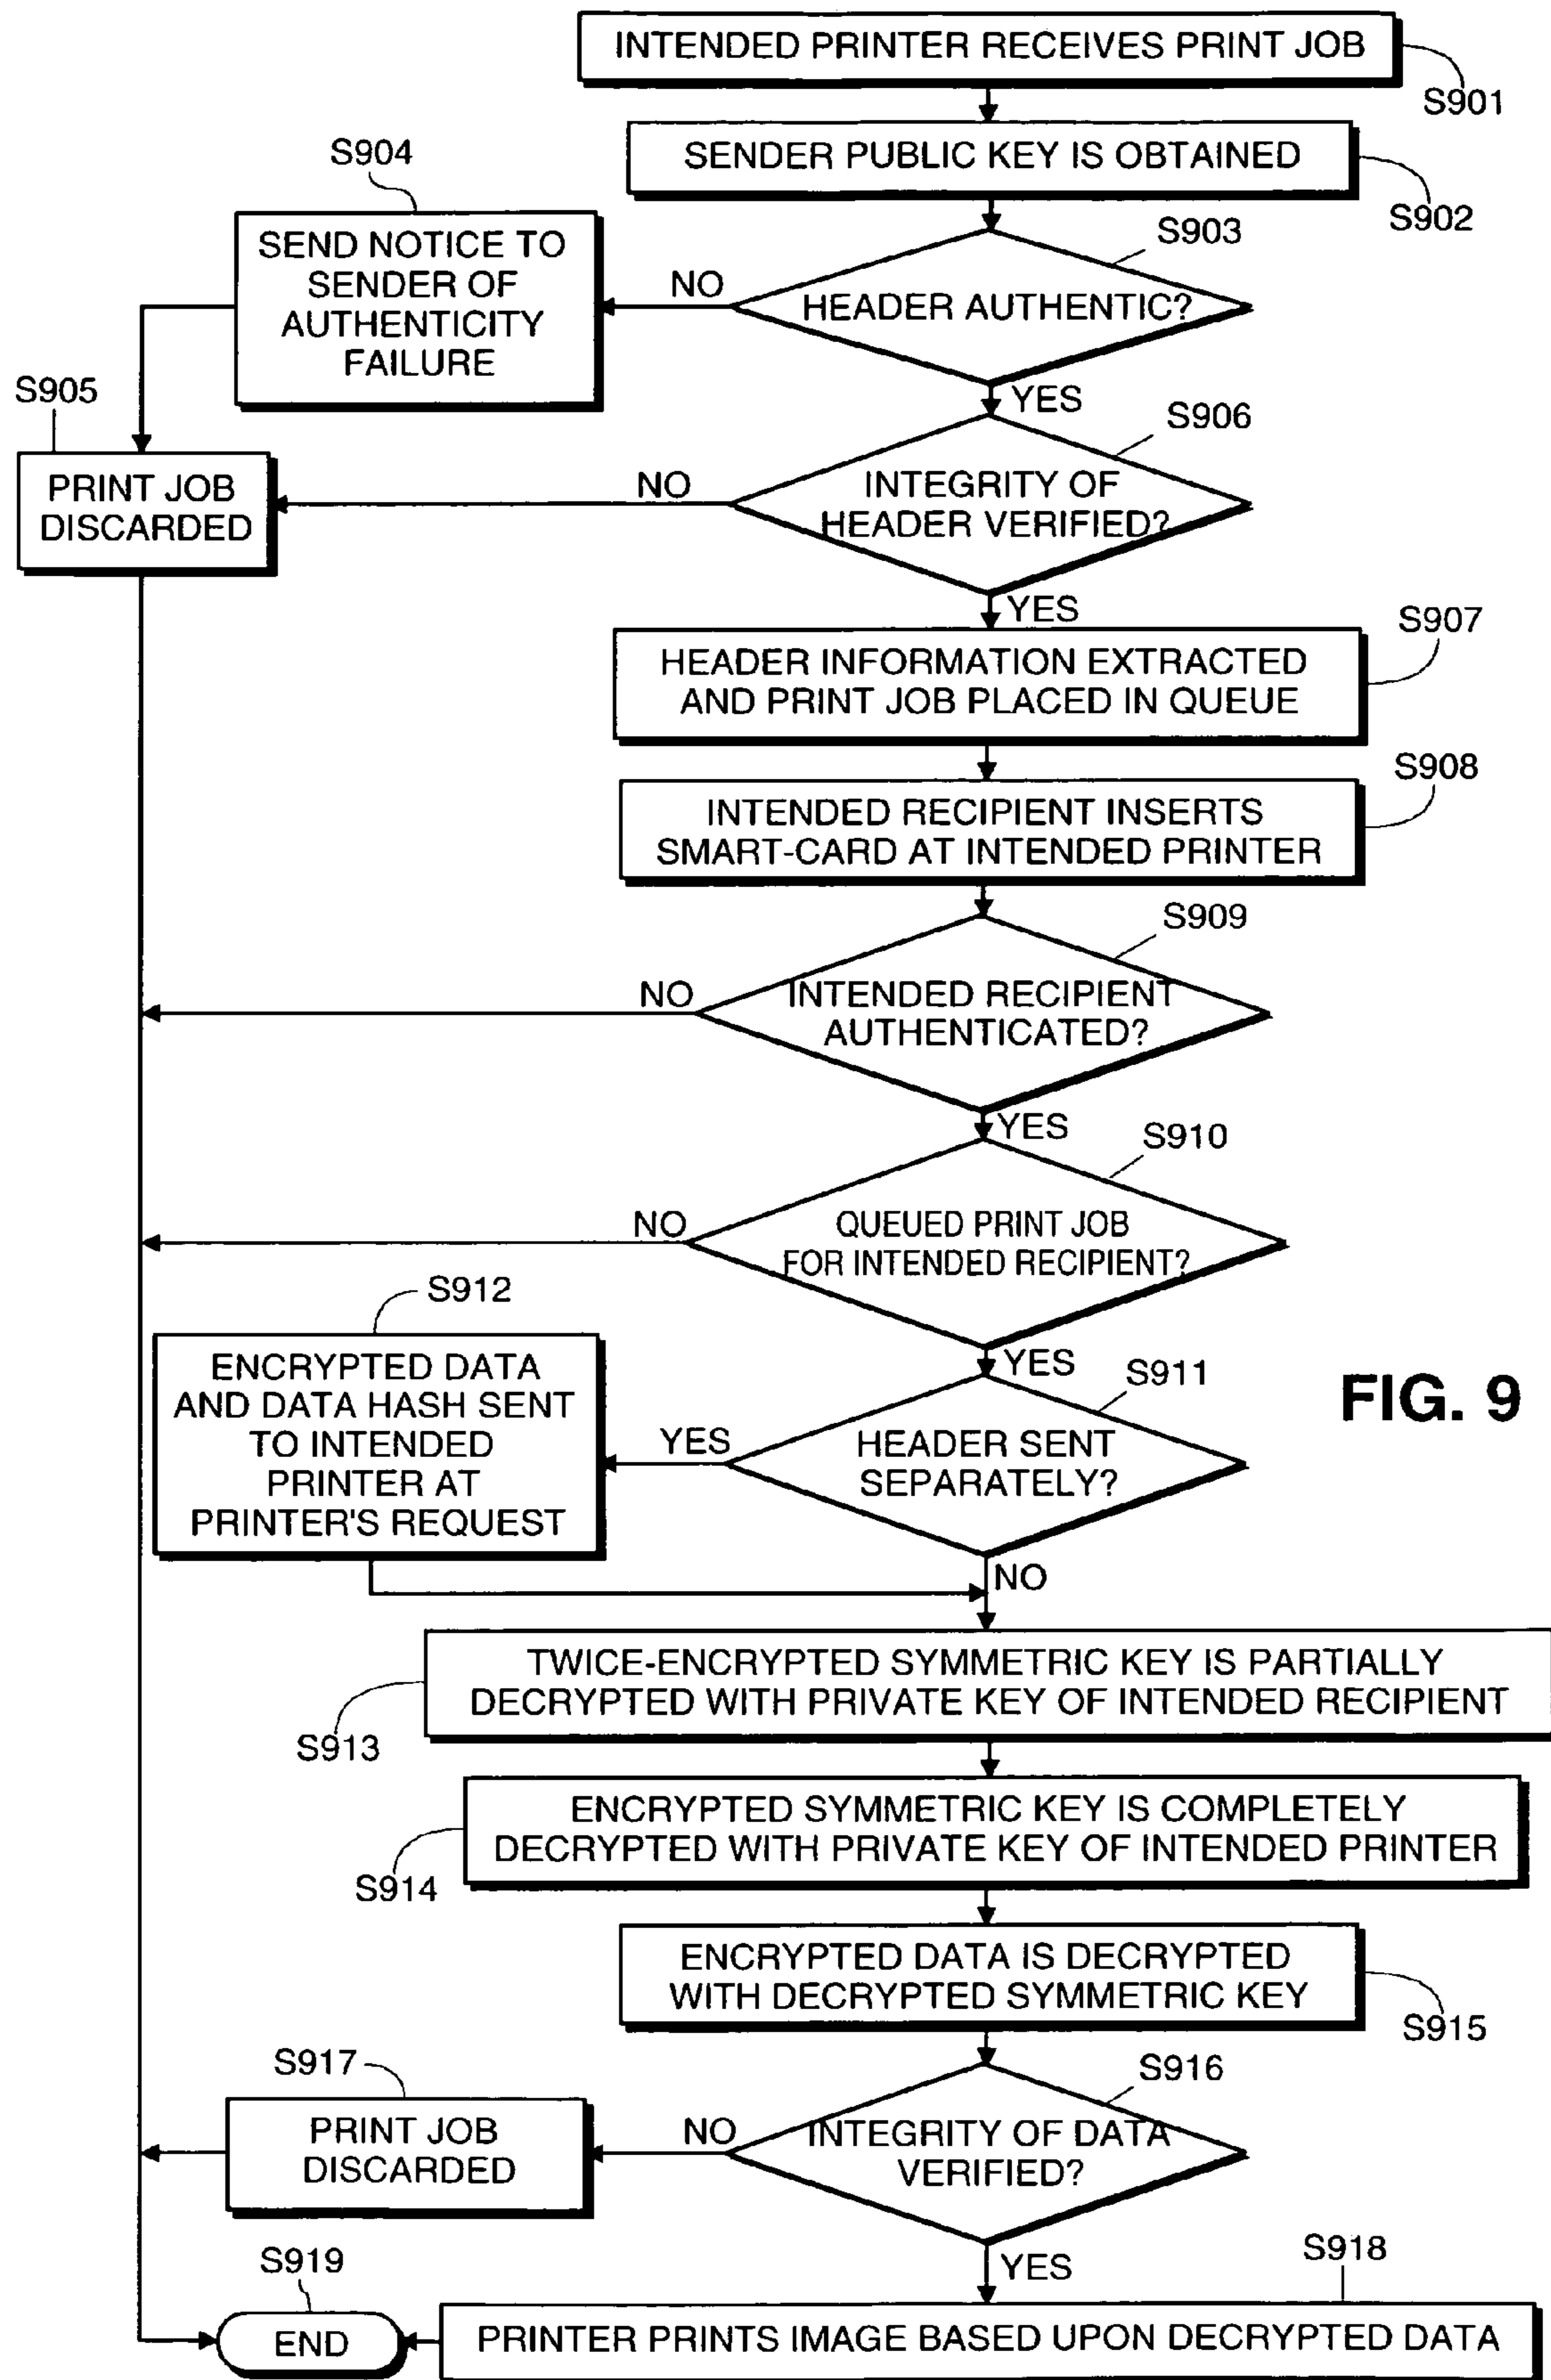 INTENDED PRINTER RECEIVES PRINT JOB
S901
SENDER PUBLIC KEY IS OBTAINED
S902
S903
HEADER AUTHENTIC?
NO
S904
SEND NOTICE TO
SENDER OF
AUTHENTICITY
FAILURE
S905
PRINT JOB
DISCARDED
YES
S906
INTEGRITY OF
HEADER VERIFIED?
NO
YES
S907
HEADER INFORMATION EXTRACTED
AND PRINT JOB PLACED IN QUEUE
S908
INTENDED RECIPIENT INSERTS
SMART-CARD AT INTENDED PRINTER
S909
INTENDED RECIPIENT
AUTHENTICATED?
NO
YES
S910
QUEUED PRINT JOB
FOR INTENDED RECIPIENT?
NO
YES
S911
HEADER SENT
SEPARATELY?
YES
S912
ENCRYPTED DATA
AND DATA HASH SENT
TO INTENDED
PRINTER AT
PRINTER'S REQUEST
FIG. 9
NO
TWICE-ENCRYPTED SYMMETRIC KEY IS PARTIALLY
DECRYPTED WITH PRIVATE KEY OF INTENDED RECIPIENT
S913
ENCRYPTED SYMMETRIC KEY IS COMPLETELY
DECRYPTED WITH PRIVATE KEY OF INTENDED PRINTER
S914
ENCRYPTED DATA IS DECRYPTED
WITH DECRYPTED SYMMETRIC KEY
S915
S916
INTEGRITY OF DATA
VERIFIED?
NO
S917
PRINT JOB
DISCARDED
YES
S918
PRINTER PRINTS IMAGE BASED UPON DECRYPTED DATA
S919
END